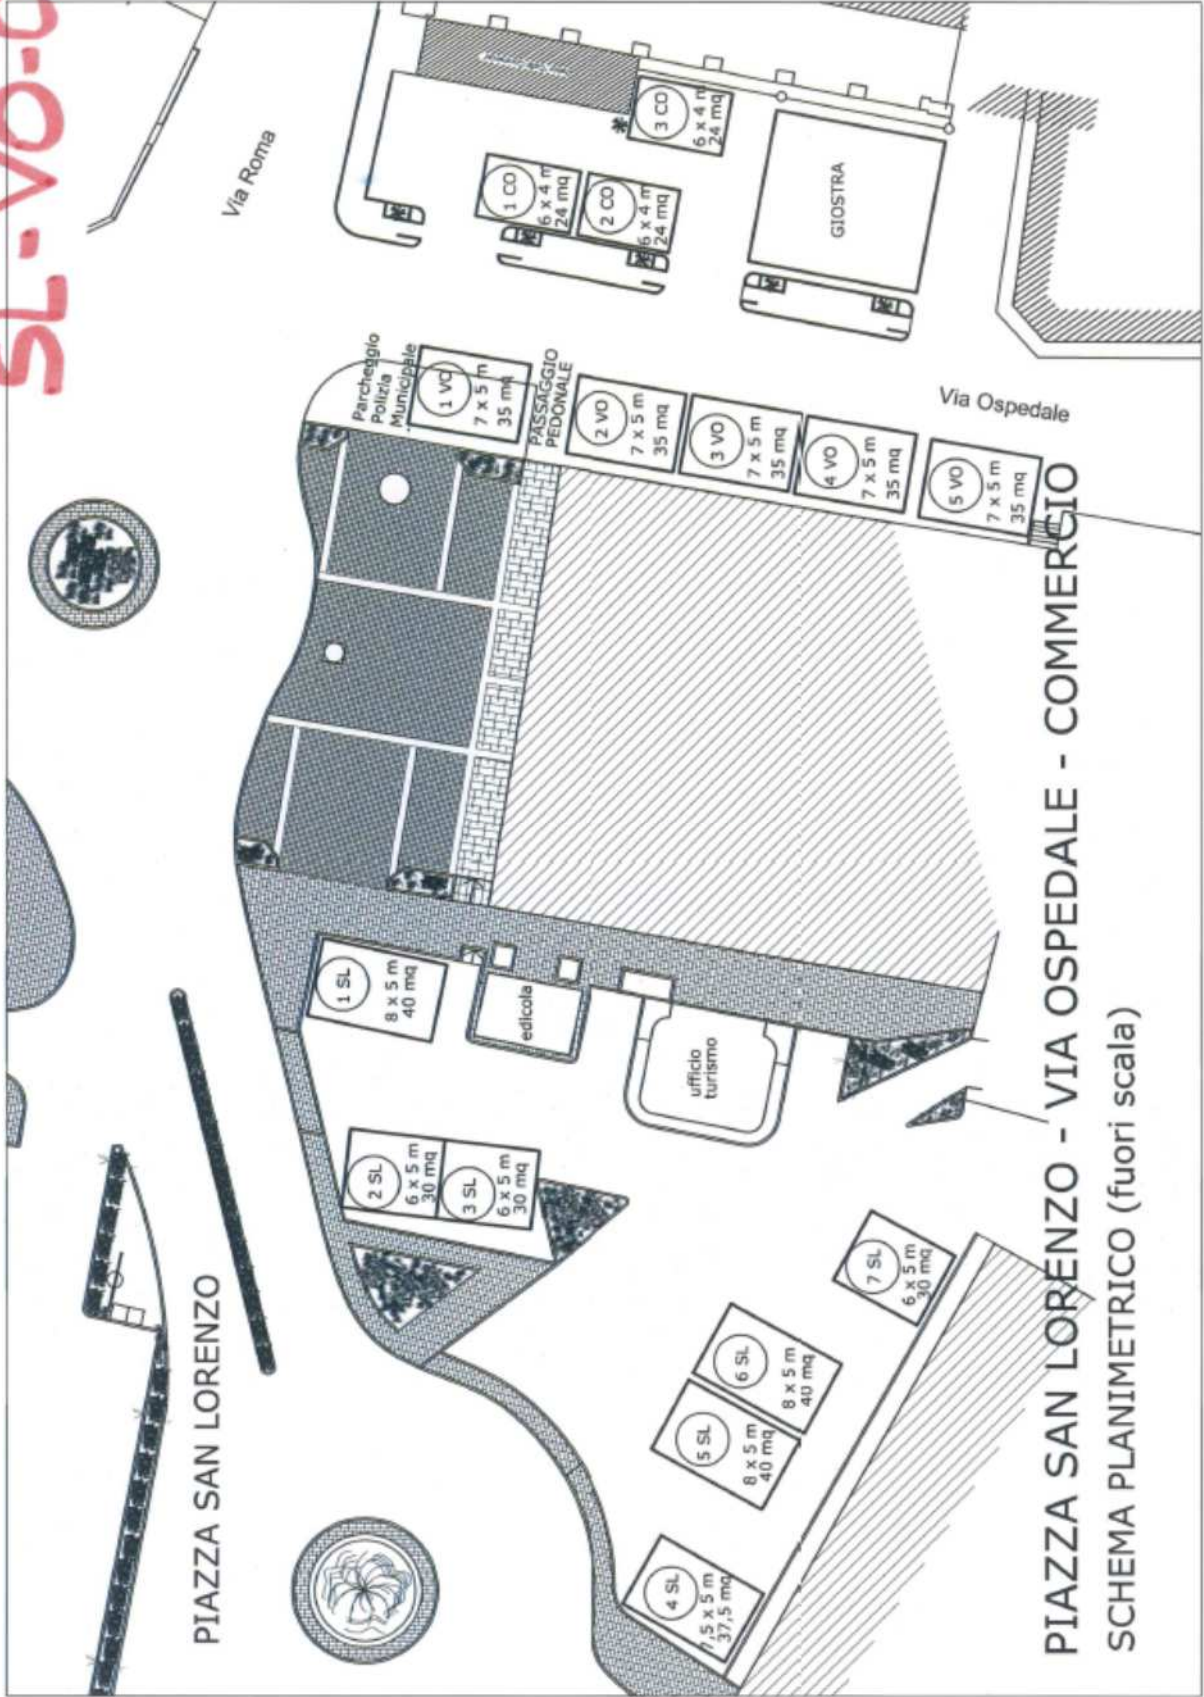 SL-VO-C
Via Roma
3 CO
6 x 4 m
24 mq
1 CO
6 x 4 m
24 mq
2 CO
6 x 4 m
24 mq
GIOSTRA
Parcheggio
Polizia
Municipale
1 VO
7 x 5 m
35 mq
PASSAGGIO
PEDONALE
2 VO
7 x 5 m
35 mq
3 VO
7 x 5 m
35 mq
4 VO
7 x 5 m
35 mq
5 VO
7 x 5 m
35 mq
Via Ospedale
1 SL
8 x 5 m
40 mq
edicola
ufficio
turismo
2 SL
6 x 5 m
30 mq
3 SL
6 x 5 m
30 mq
PIAZZA SAN LORENZO
7 SL
6 x 5 m
30 mq
6 SL
8 x 5 m
40 mq
5 SL
8 x 5 m
40 mq
4 SL
7,5 x 5 m
37,5 mq
PIAZZA SAN LORENZO - VIA OSPEDALE - COMMERCIO
SCHEMA PLANIMETRICO (fuori scala)